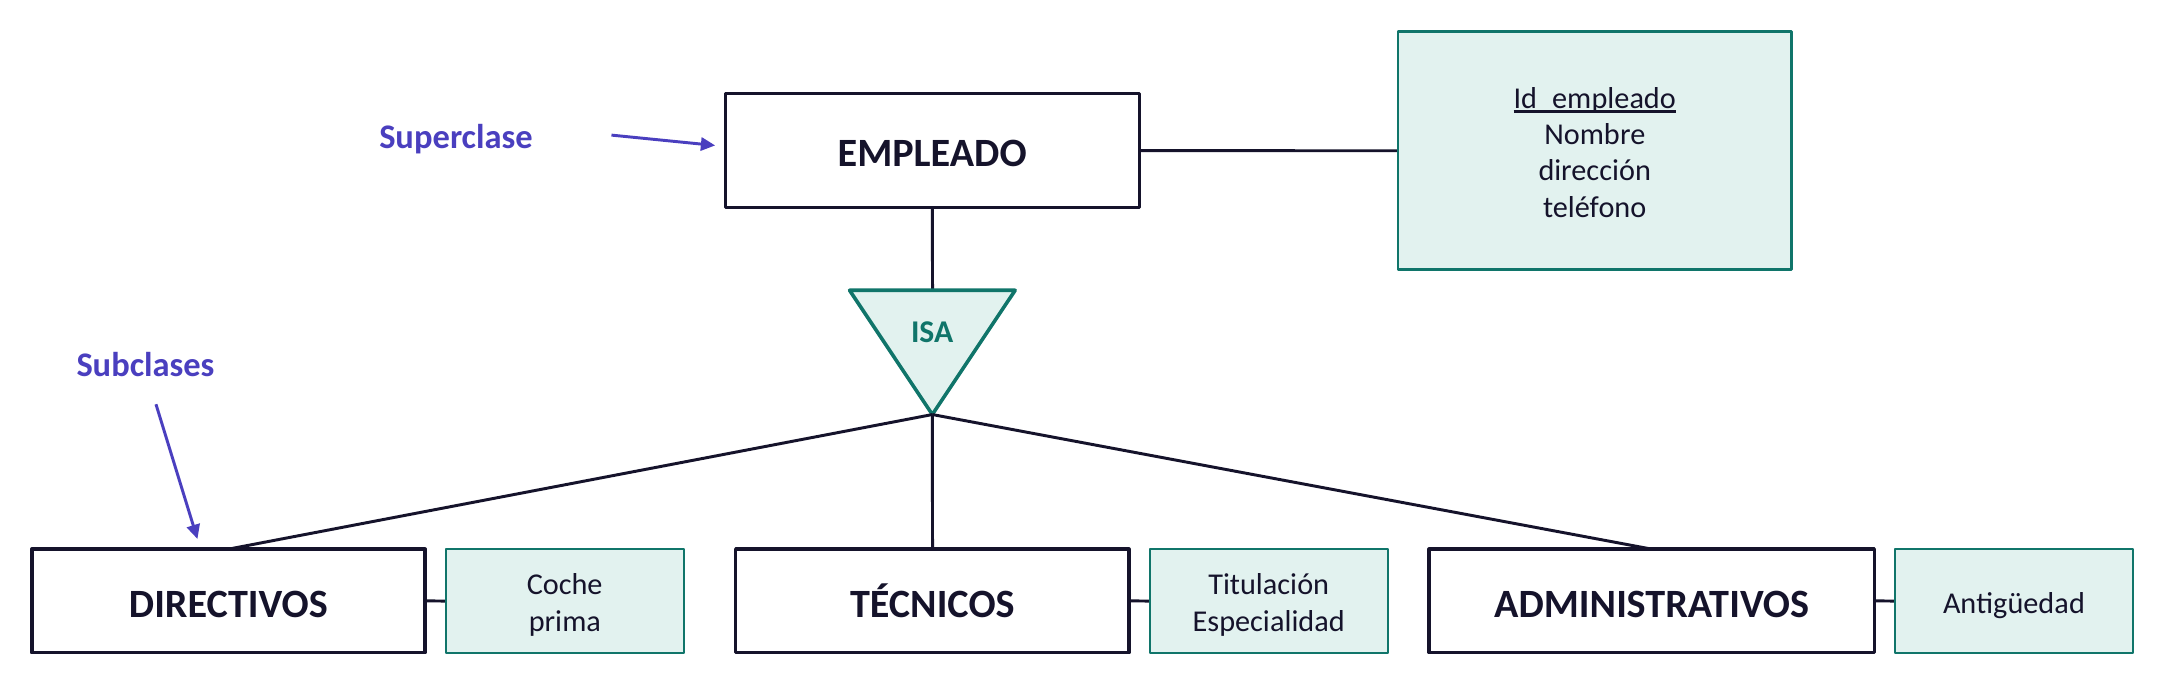 Superclase
EMPLEADO
Id_empleado
Nombre
dirección
teléfono
ISA
Subclases
DIRECTIVOS
Coche
prima
TÉCNICOS
Titulación
Especialidad
ADMINISTRATIVOS
Antigüedad